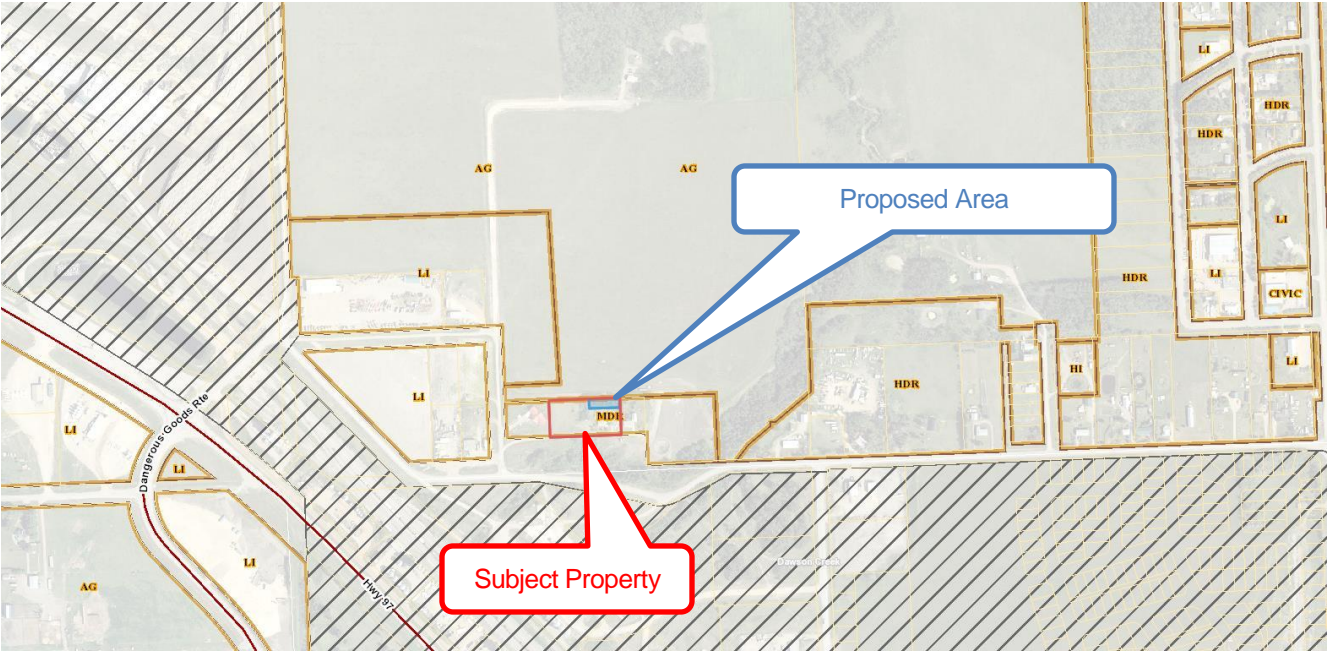 LI
HDR
HDR
AG
AG
Proposed Area
LI
LI
HDR
LI
CIVIC
LI
HI
HDR
LI
MDR
LI
Dangerous Goods Rte
LI
Subject Property
LI
AG
Hwy 97
Dawson Creek